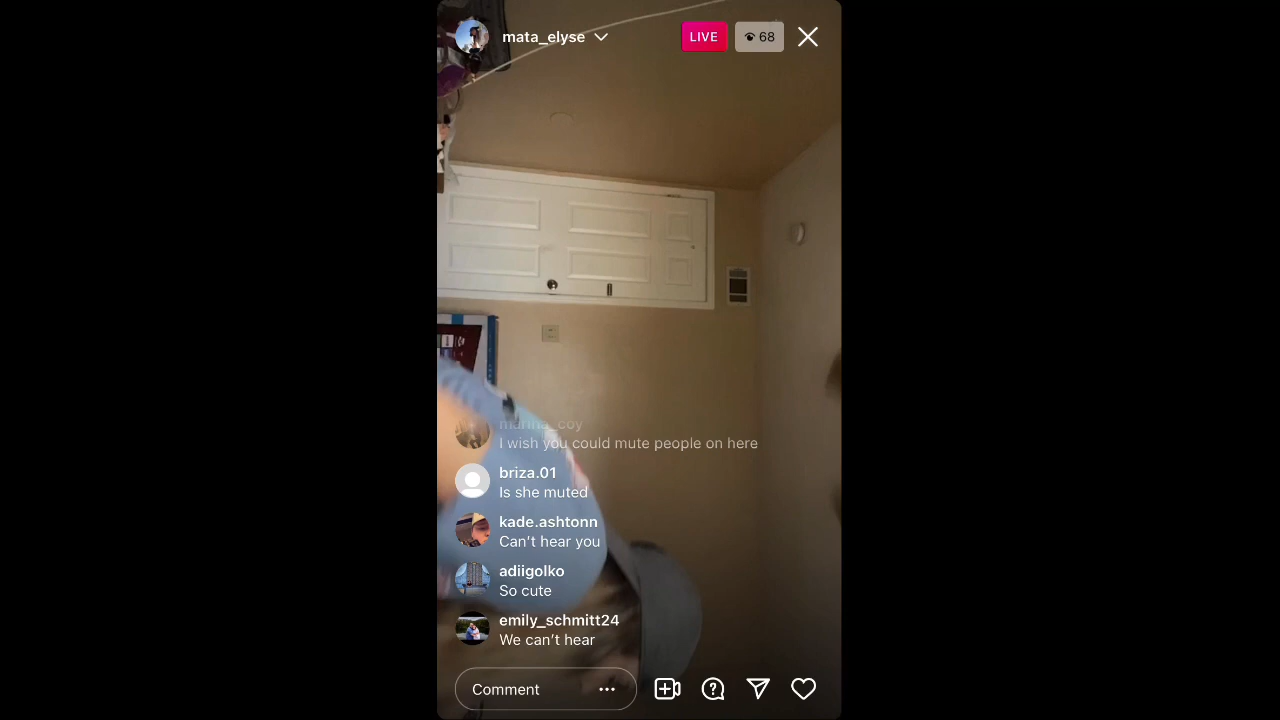 mata_elyse
LIVE
68
marina_coy
I wish you could mute people on here
briza.01
Is she muted
kade.ashtonn
Can't hear you
adiigolko
So cute
emily_schmitt24
We can't hear
Comment